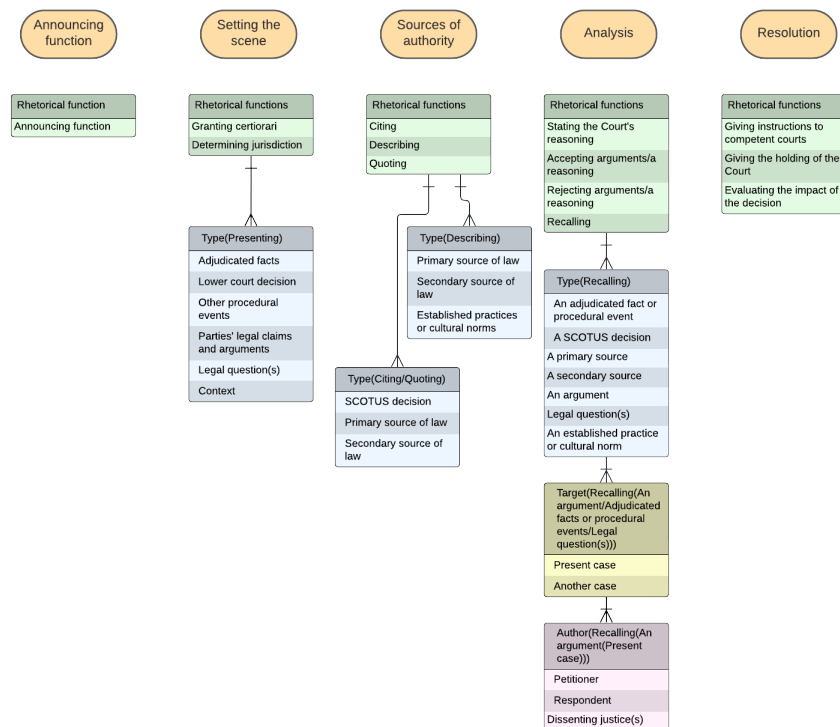 Announcing
function
Setting the
scene
Sources of
authority
Analysis
Resolution
Rhetorical function
Announcing function
Rhetorical functions
Granting certiorari
Determining jurisdiction
Type(Presenting)
Adjudicated facts
Lower court decision
Other procedural
events
Parties' legal claims
and arguments
Legal question(s)
Context
Rhetorical functions
Citing
Describing
Quoting
Type(Describing)
Primary source of law
Secondary source of
law
Established practices
or cultural norms
Type(Citing/Quoting)
SCOTUS decision
Primary source of law
Secondary source of
law
Rhetorical functions
Stating the Court's
reasoning
Accepting arguments/a
reasoning
Rejecting arguments/a
reasoning
Recalling
Type(Recalling)
An adjudicated fact or
procedural event
A SCOTUS decision
A primary source
A secondary source
An argument
Legal question(s)
An established practice
or cultural norm
Target(Recalling(An
argument/Adjudicated
facts or procedural
events/Legal
question(s)))
Present case
Another case
Author(Recalling(An
argument(Present
case)))
Petitioner
Respondent
Dissenting justice(s)
Rhetorical functions
Giving instructions to
competent courts
Giving the holding of the
Court
Evaluating the impact of
the decision